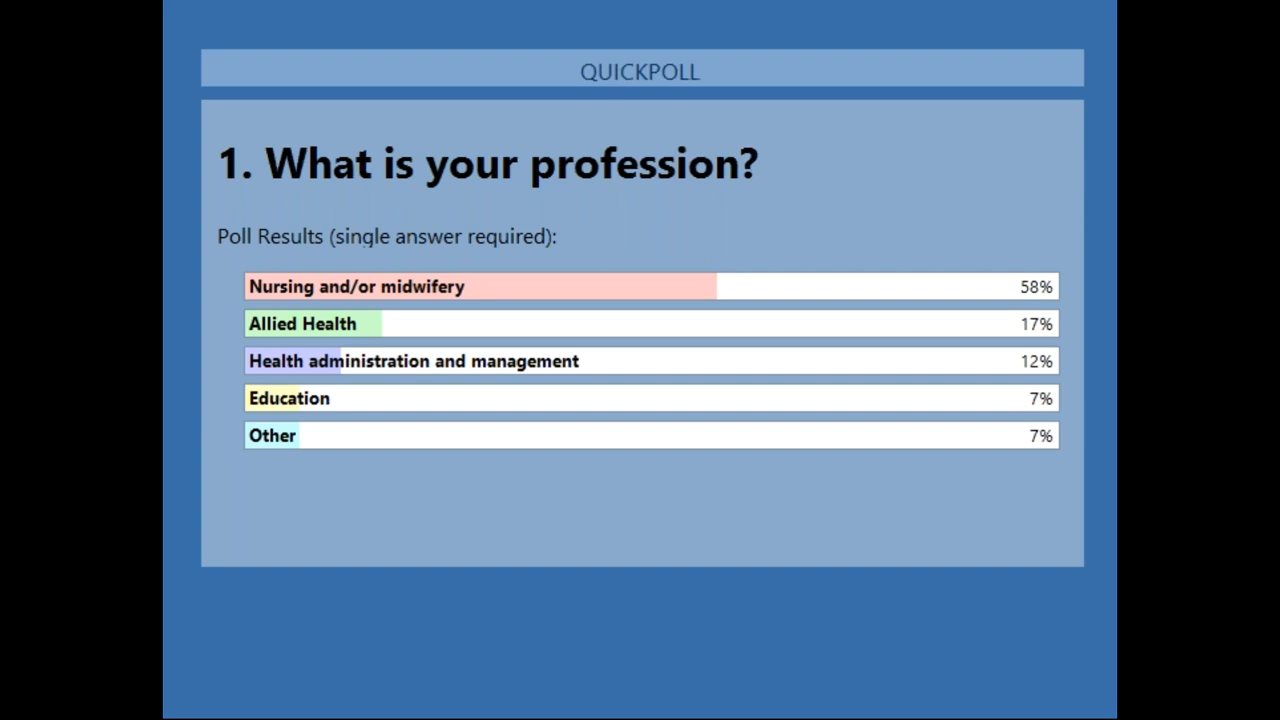 QUICKPOLL
1. What is your profession?
Poll Results (single answer required):
Nursing and/or midwifery 58%
Allied Health 17%
Health administration and management 12%
Education 7%
Other 7%